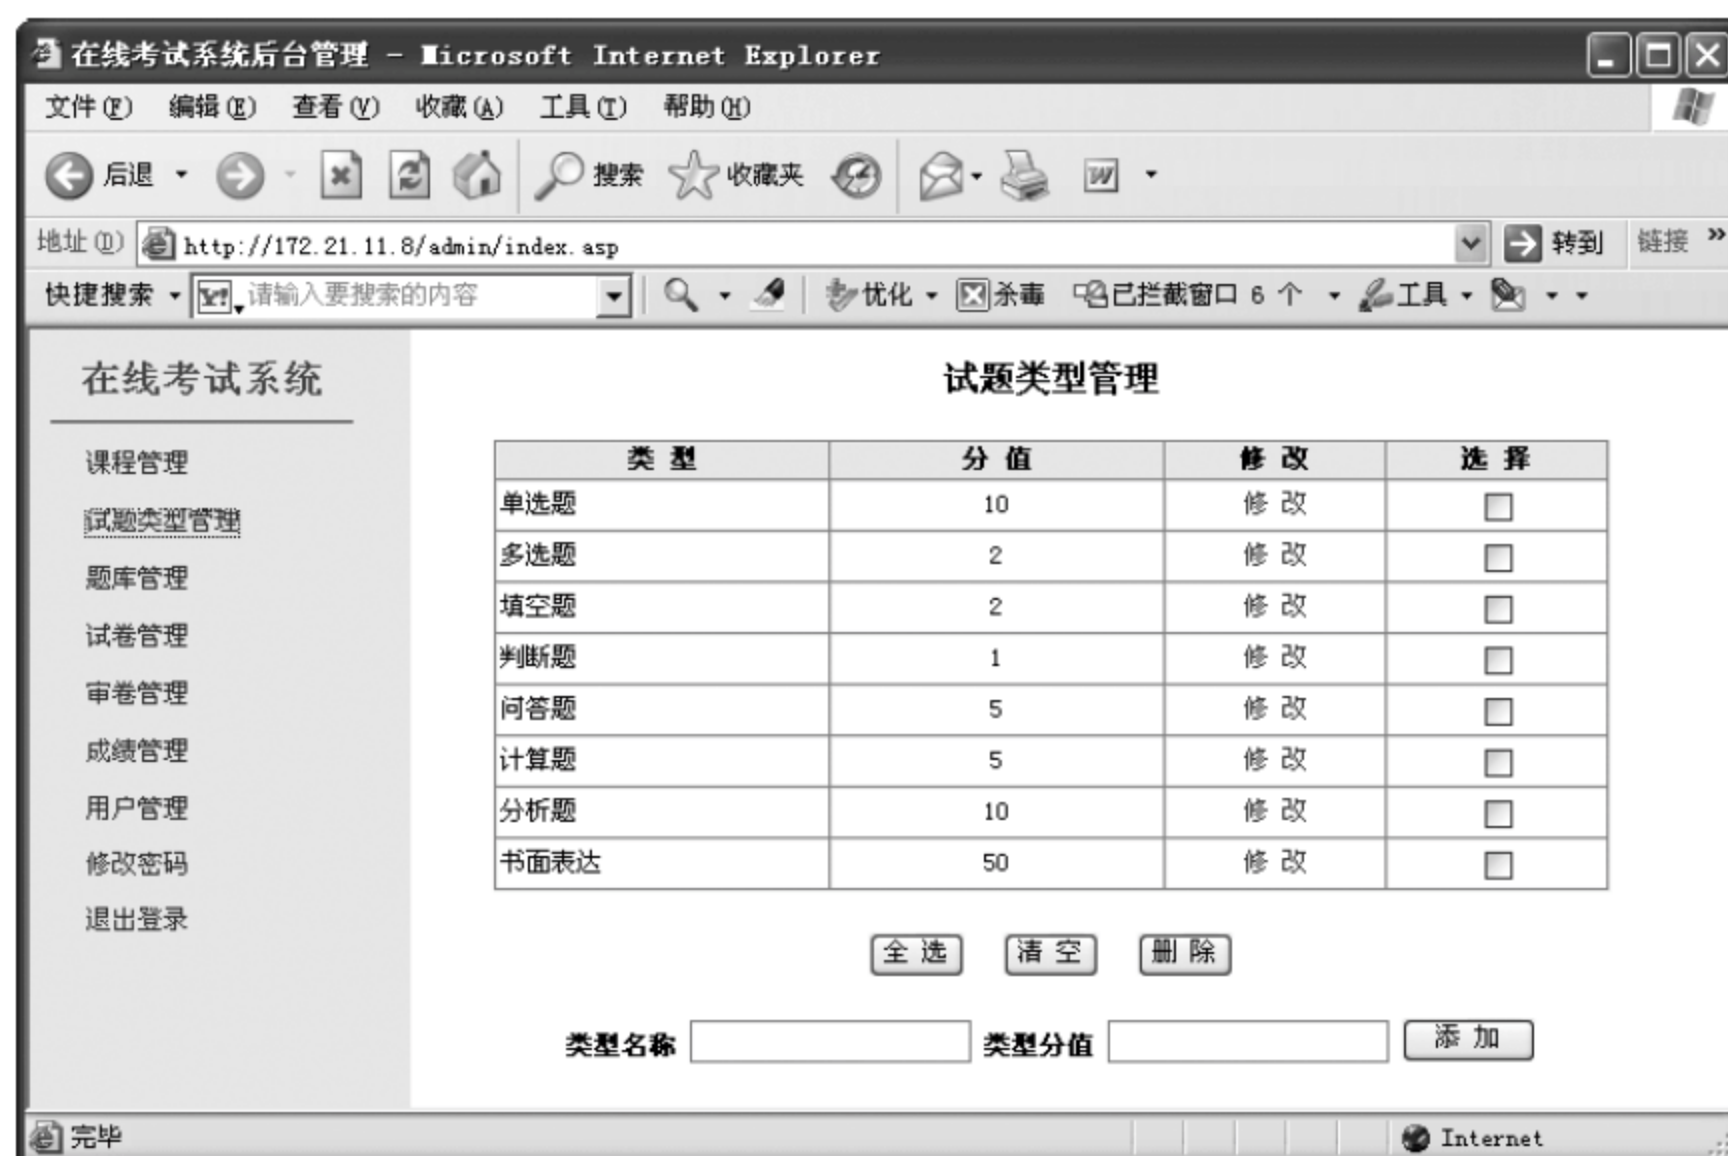 在线考试系统后台管理 - Microsoft Internet Explorer
文件(F) 编辑(E) 查看(V) 收藏(A) 工具(T) 帮助(H)
后退 搜索 收藏夹
地址(D) http://172.21.11.8/admin/index.asp 转到 链接 »
快捷搜索 Y! 请输入要搜索的内容 优化 杀毒 已拦截窗口 6 个 工具
在线考试系统
课程管理
试题类型管理
题库管理
试卷管理
审卷管理
成绩管理
用户管理
修改密码
退出登录
试题类型管理
类 型 分 值 修 改 选 择
单选题 10 修 改
多选题 2 修 改
填空题 2 修 改
判断题 1 修 改
问答题 5 修 改
计算题 5 修 改
分析题 10 修 改
书面表达 50 修 改
全 选 清 空 删 除
类型名称 类型分值 添 加
完毕 Internet